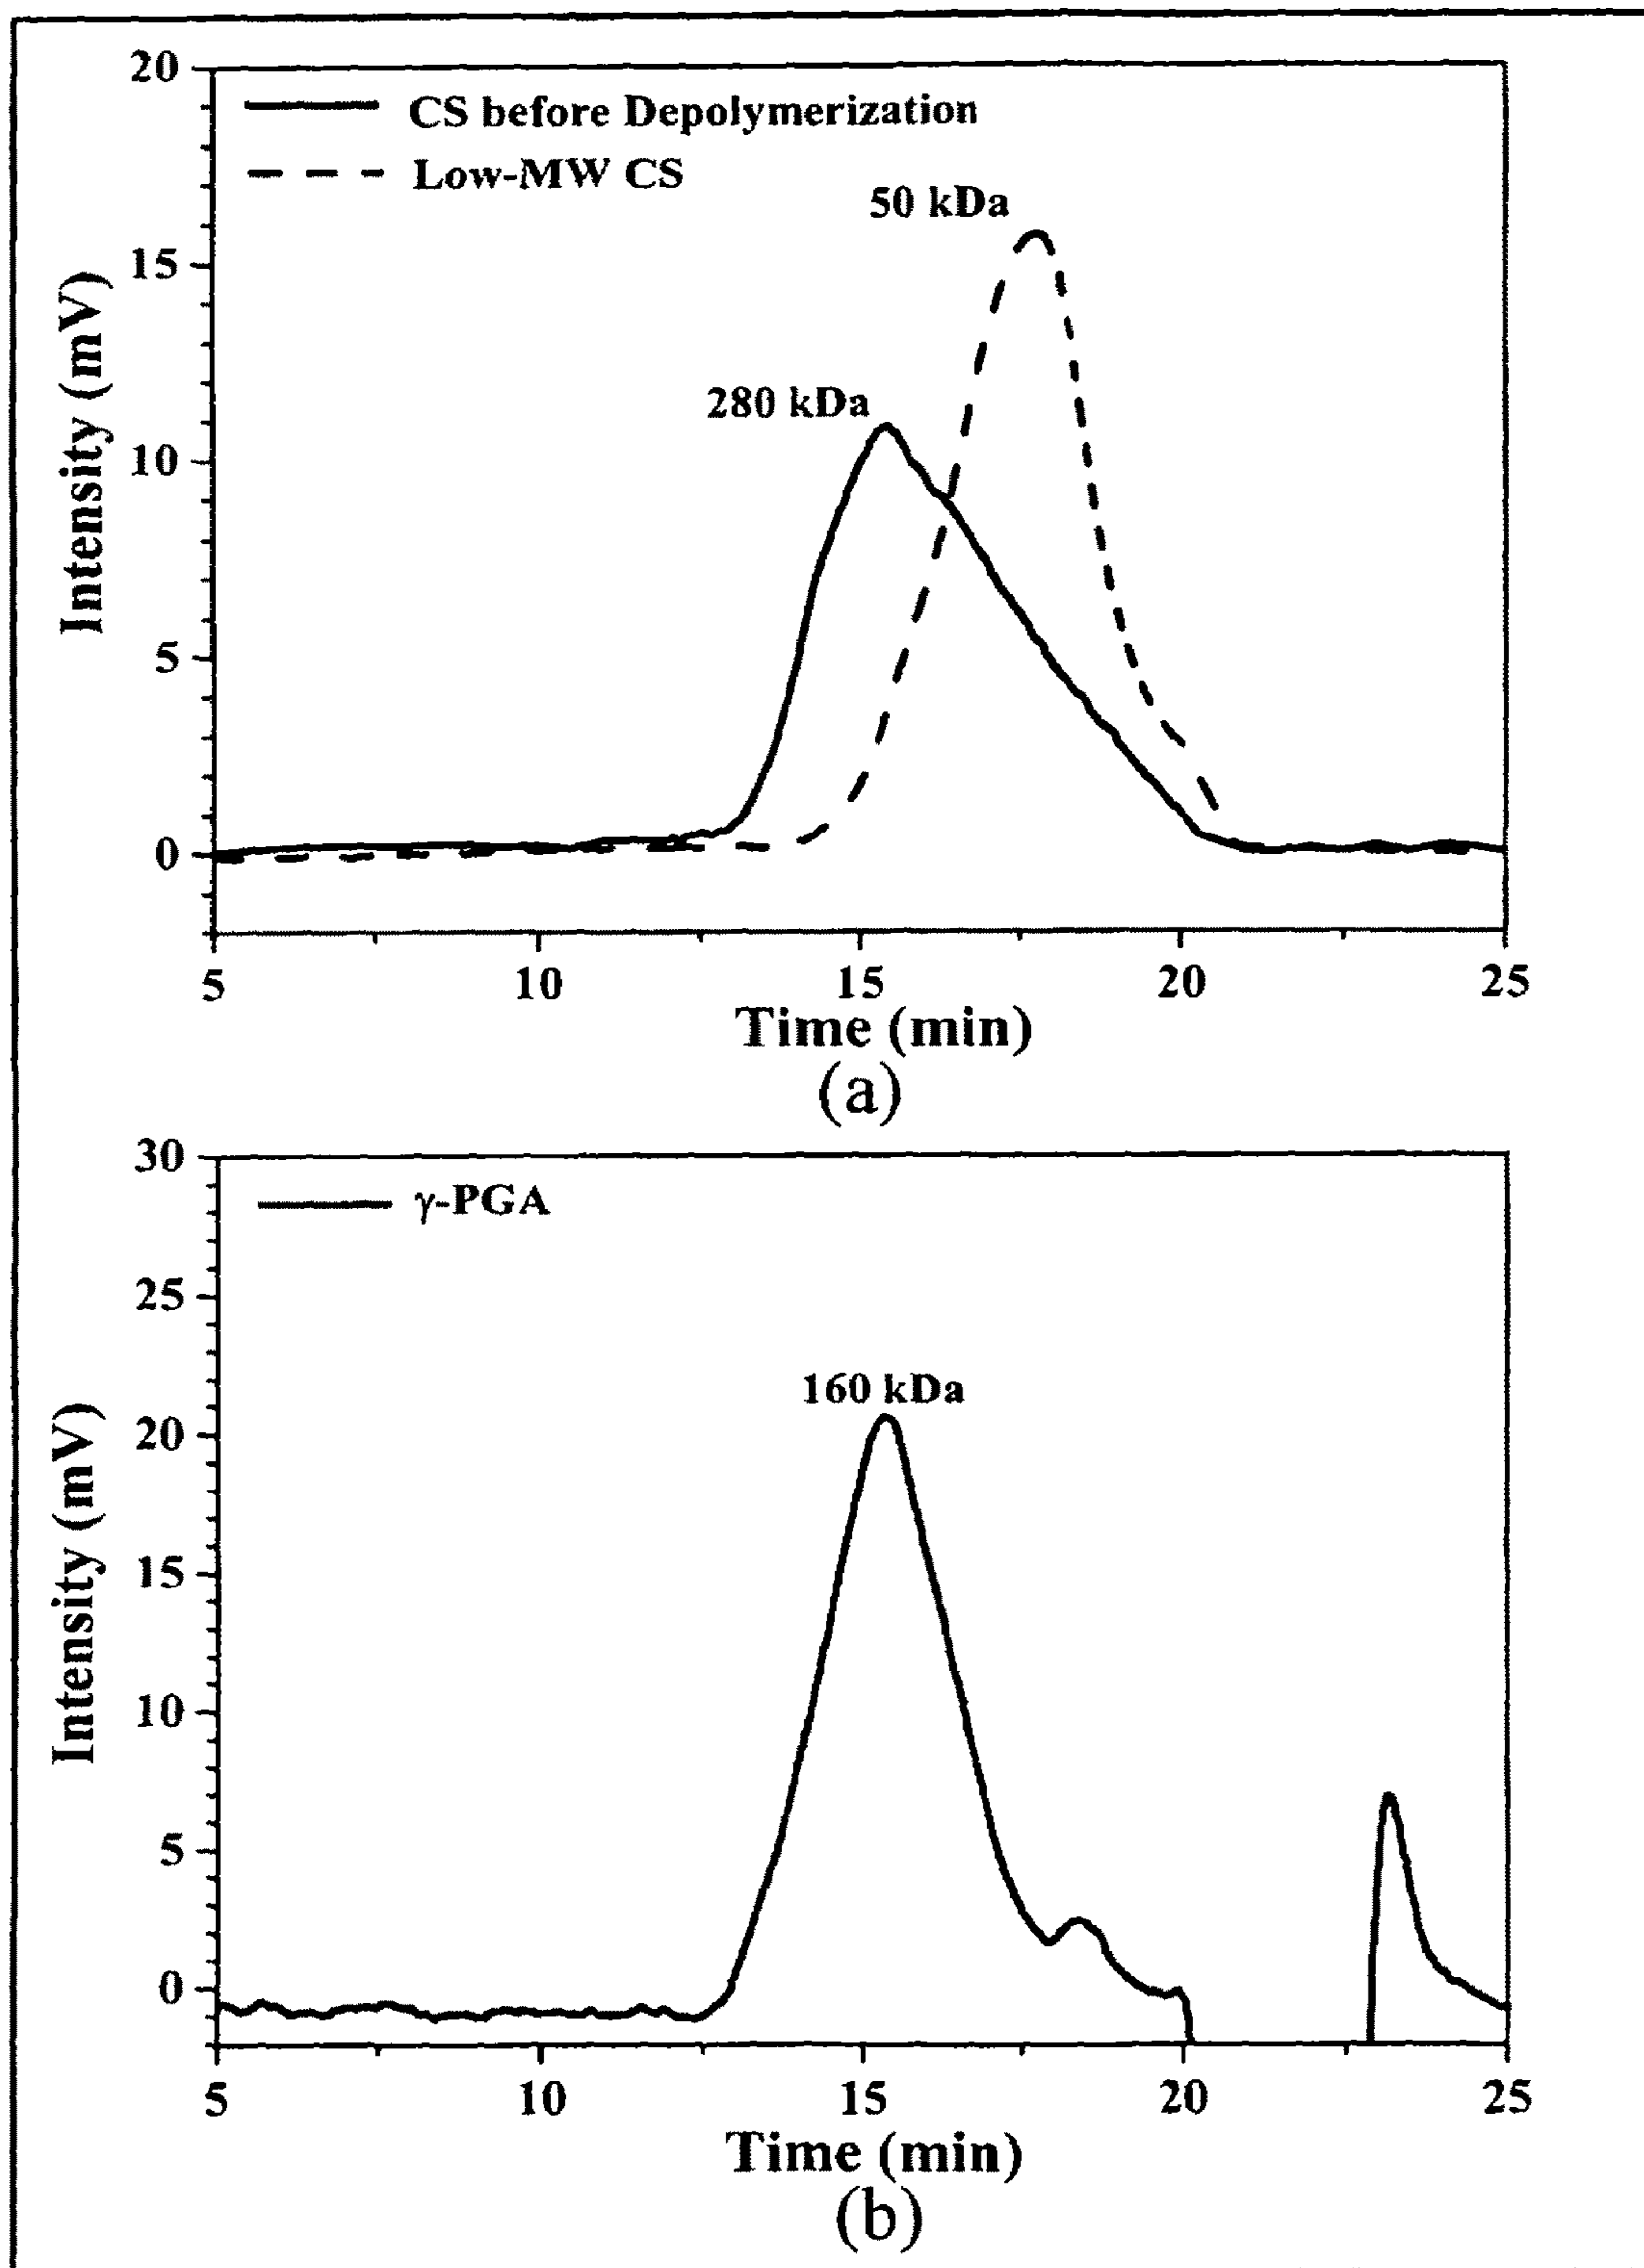 20
CS before Depolymerization
Low-MW CS
50 kDa
15
280 kDa
10
5
0
Intensity (mV)
5 10 15 20 25
Time (min)
(a)
30
γ-PGA
25
160 kDa
20
15
10
5
0
Intensity (mV)
5 10 15 20 25
Time (min)
(b)